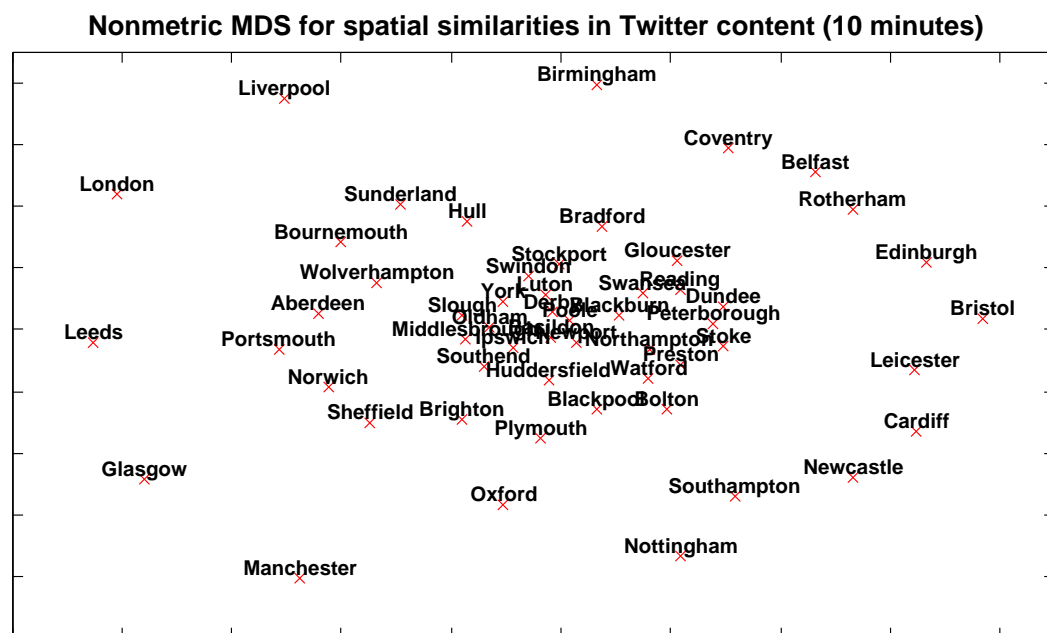 Nonmetric MDS for spatial similarities in Twitter content (10 minutes)
Birmingham
Liverpool
Coventry
Belfast
London
Sunderland
Rotherham
Hull
Bradford
Bournemouth
Stockport
Gloucester
Edinburgh
Swindon
Wolverhampton
Luton
Swansea
Reading
York
Dundee
Aberdeen
Slough
Derby
Blackburn
Poole
Peterborough
Bristol
Oldham
Leeds
Portsmouth
Middlesbrough
Basildon
Ipswich
Newport
Northampton
Stoke
Southend
Preston
Leicester
Norwich
Huddersfield
Watford
Sheffield
Brighton
Blackpool
Bolton
Plymouth
Cardiff
Glasgow
Newcastle
Oxford
Southampton
Nottingham
Manchester